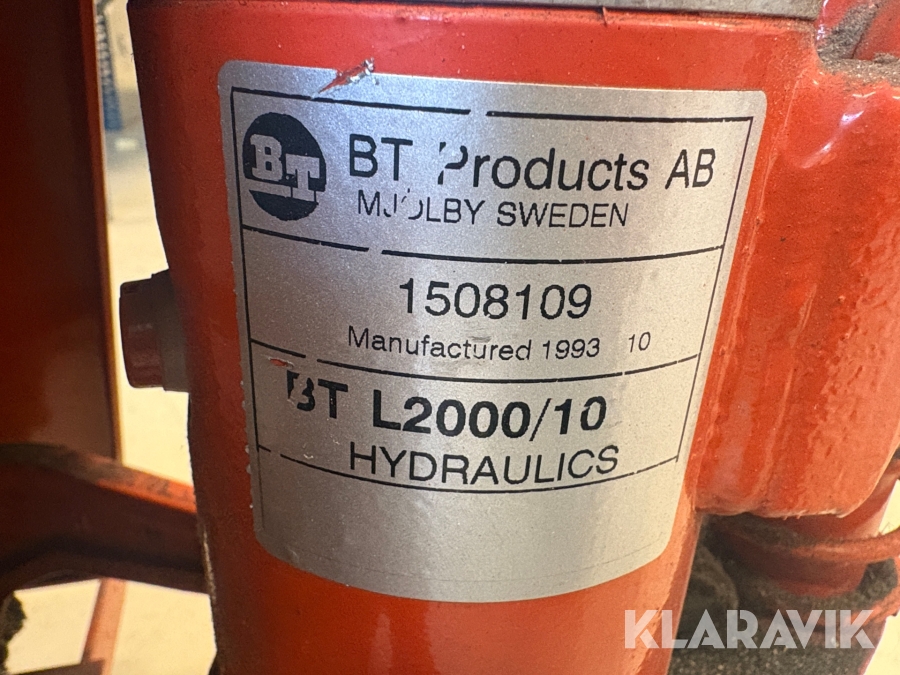 BT
BT Products AB
MJÖLBY SWEDEN
1508109
Manufactured 1993 10
BT L2000/10
HYDRAULICS
KLARAVIK